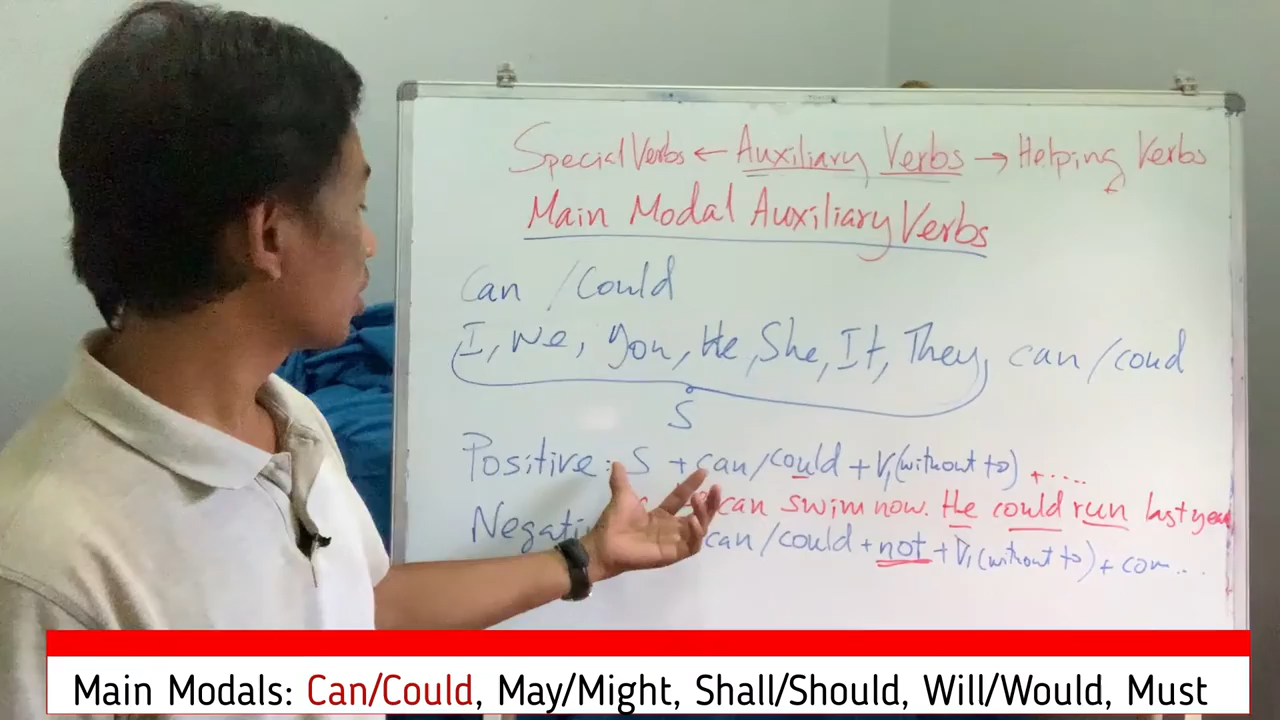 Special Verbs ← Auxiliary Verbs → Helping Verbs
Main Modal Auxiliary Verbs
Can / Could
I, We, You, He, She, It, They, can / coud
S
Positive: S + can / could + V1 (without to) + ....
can swim now. He could run last year
Negati can / could + not + V1 (without to) + com...
Main Modals: Can/Could, May/Might, Shall/Should, Will/Would, Must